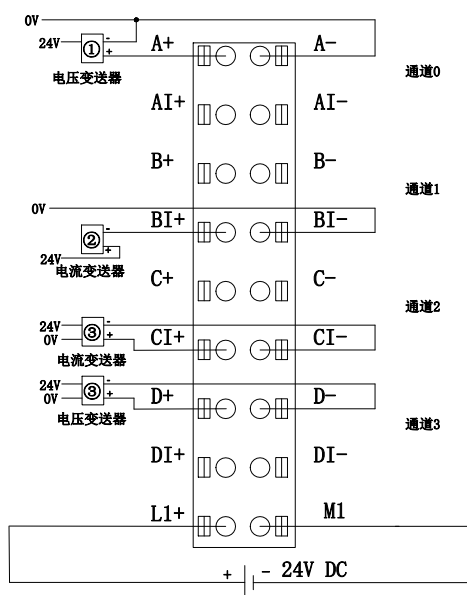 0V
24V ① - + A+ A-
电压变送器 通道0
AI+ AI-
B+ B-
通道1
0V
BI+ BI-
② - +
24V
电流变送器
C+ C-
通道2
24V ③ - +
0V CI+ CI-
电流变送器
24V ③ - +
0V D+ D-
电压变送器 通道3
DI+ DI-
L1+ M1
+ - 24V DC